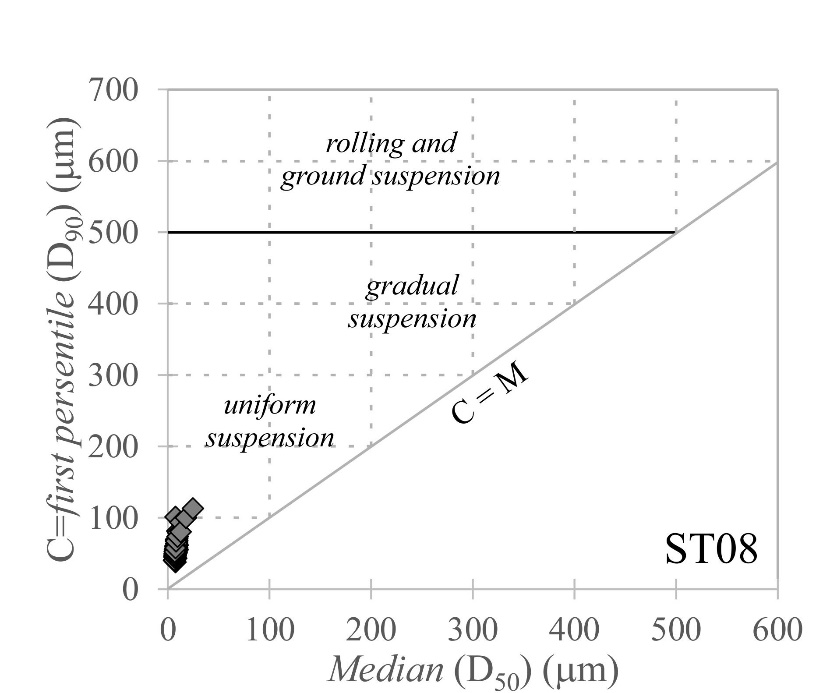 C=first persentile (D90) (μm)
700
600
500
400
300
200
100
0
rolling and
ground suspension
gradual
suspension
uniform
suspension
C = M
ST08
0 100 200 300 400 500 600
Median (D50) (μm)